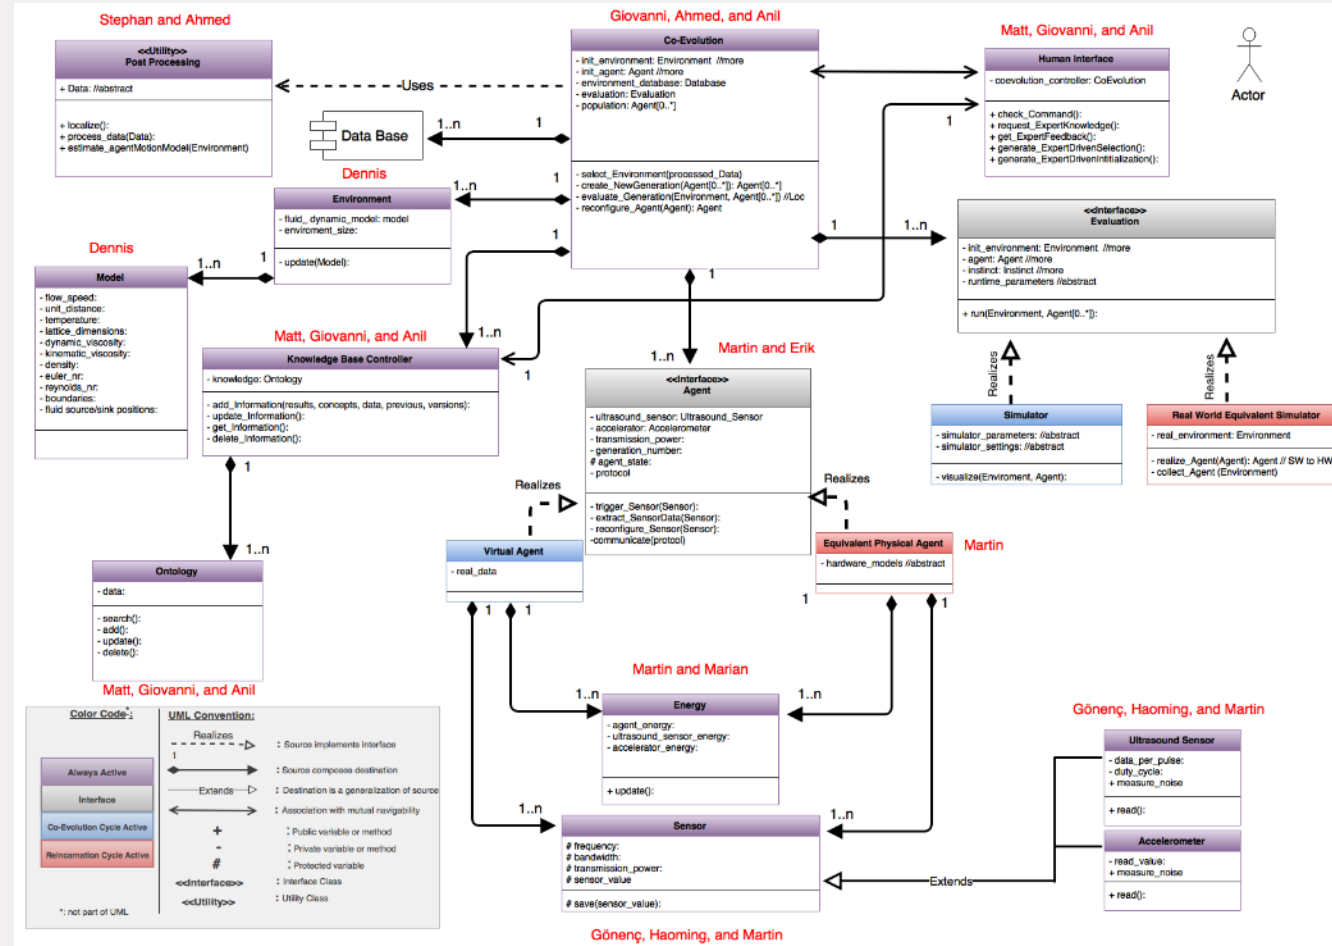 Stephan and Ahmed
<<Utility>>
Post Processing
+ Data: //abstract
+ localize():
+ process_data(Data):
+ estimate_agentMotionModel(Environment)
Uses
Giovanni, Ahmed, and Anil
Co-Evolution
- init_environment: Environment //more
- init_agent: Agent //more
- environment_database: Database
- evaluation: Evaluation
- population: Agent[0..*]
- select_Environment(processed_Data)
- create_NewGeneration(Agent[0..*]): Agent[0..*]
- evaluate_Generation(Environment, Agent[0..*]) //Loc
- reconfigure_Agent(Agent): Agent
Matt, Giovanni, and Anil
Human Interface
- coevolution_controller: CoEvolution
+ check_Command():
+ request_ExpertKnowledge():
+ get_ExpertFeedback():
+ generate_ExpertDrivenSelection():
+ generate_ExpertDrivenIntitialization():
1
Actor
Data Base
1..n
1
Dennis
Environment
- fluid_ dynamic_model: model
- enviroment_size:
- update(Model):
1..n
1
1
1..n
Dennis
Model
- flow_speed:
- unit_distance:
- temperature:
- lattice_dimensions:
- dynamic_viscosity:
- kinematic_viscosity:
- density:
- euler_nr:
- reynolds_nr:
- boundaries:
- fluid source/sink positions:
1
1..n
1
1..n
<<Interface>>
Evaluation
- init_environment: Environment //more
- agent: Agent //more
- instinct: Instinct //more
- runtime_parameters //abstract
+ run(Environment, Agent[0..*]):
Matt, Giovanni, and Anil
Knowledge Base Controller
- knowledge: Ontology
- add_Information(results, concepts, data, previous, versions):
- update_Information():
- get_Information():
- delete_Information():
1
1
1..n
1
1..n
Martin and Erik
<<Interface>>
Agent
- ultrasound_sensor: Ultrasound_Sensor
- accelerator: Accelerometer
- transmission_power:
- generation_number:
# agent_state:
- protocol
- trigger_Sensor(Sensor):
- extract_SensorData(Sensor):
- reconfigure_Sensor(Sensor):
-communicate(protcol)
Realizes
Realizes
Simulator
- simulator_parameters: //abstract
- simulator_settings: //abstract
- visualize(Enviroment, Agent):
Real World Equivalent Simulator
- real_environment: Environment
- realize_Agent(Agent): Agent // SW to HW
- collect_Agent (Environment)
Ontology
- data:
- search():
- add():
- update():
- delete():
Matt, Giovanni, and Anil
Realizes
Realizes
Virtual Agent
- real_data
1
1
Equivalent Physical Agent
- hardware_models //abstract
Martin
1
1
Martin and Marian
1..n
1..n
Energy
- agent_energy:
- ultrasound_sensor_energy:
- accelerator_energy:
+ update():
1..n
1..n
Sensor
# frequency:
# bandwidth:
# transmission_power:
# sensor_value
# save(sensor_value):
Gönenç, Haoming, and Martin
Extends
Gönenç, Haoming, and Martin
Ultrasound Sensor
- data_per_pulse:
- duty_cycle:
+ measure_noise
+ read():
Accelerometer
- read_value:
+ measure_noise
+ read():
Color Code*:
Always Active
Interface
Co-Evolution Cycle Active
Reincarnation Cycle Active
*: not part of UML
UML Convention:
Realizes
: Source implements interface
1
: Source composes destination
Extends
: Destination is a generalization of source
: Association with mutual navigability
+ : Public variable or method
- : Private variable or method
# : Protected variable
<<Interface>> : Interface Class
<<Utility>> : Utility Class